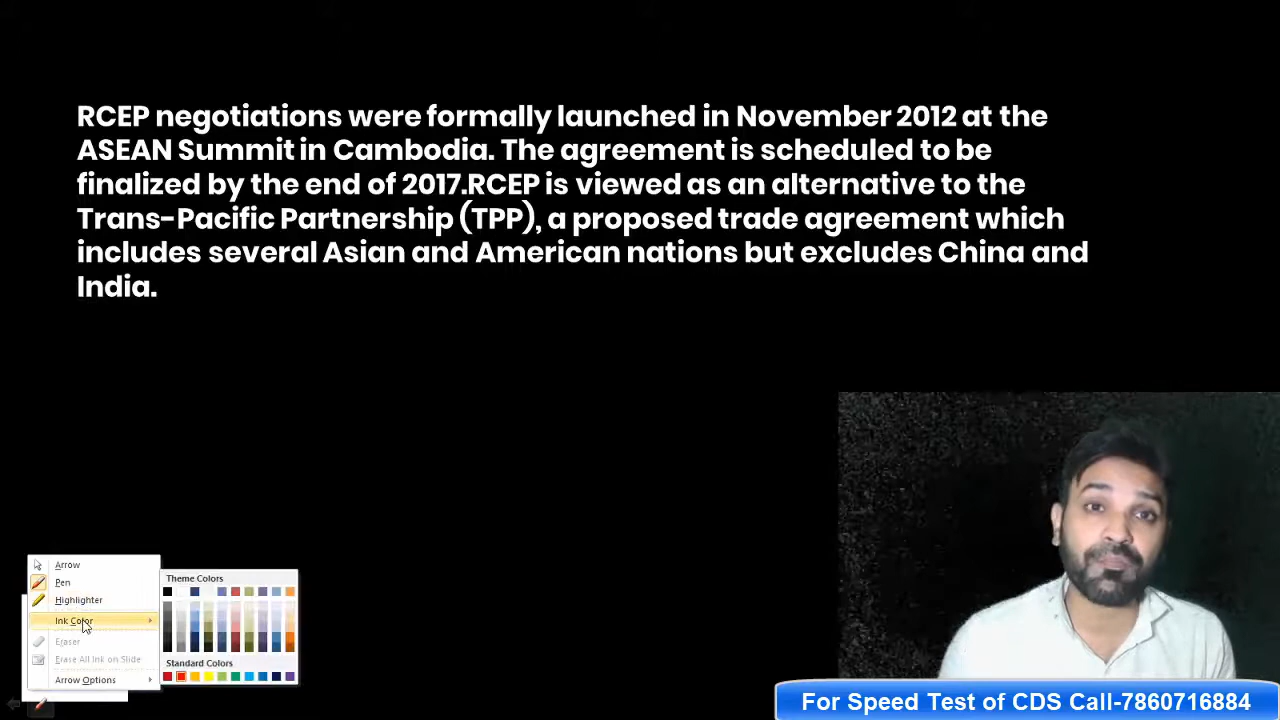 RCEP negotiations were formally launched in November 2012 at the
ASEAN Summit in Cambodia. The agreement is scheduled to be
finalized by the end of 2017.RCEP is viewed as an alternative to the
Trans-Pacific Partnership (TPP), a proposed trade agreement which
includes several Asian and American nations but excludes China and
India.
Arrow
Pen
Highlighter
Ink Color
Eraser
Erase All Ink on Slide
Arrow Options
Theme Colors
Standard Colors
For Speed Test of CDS Call-7860716884